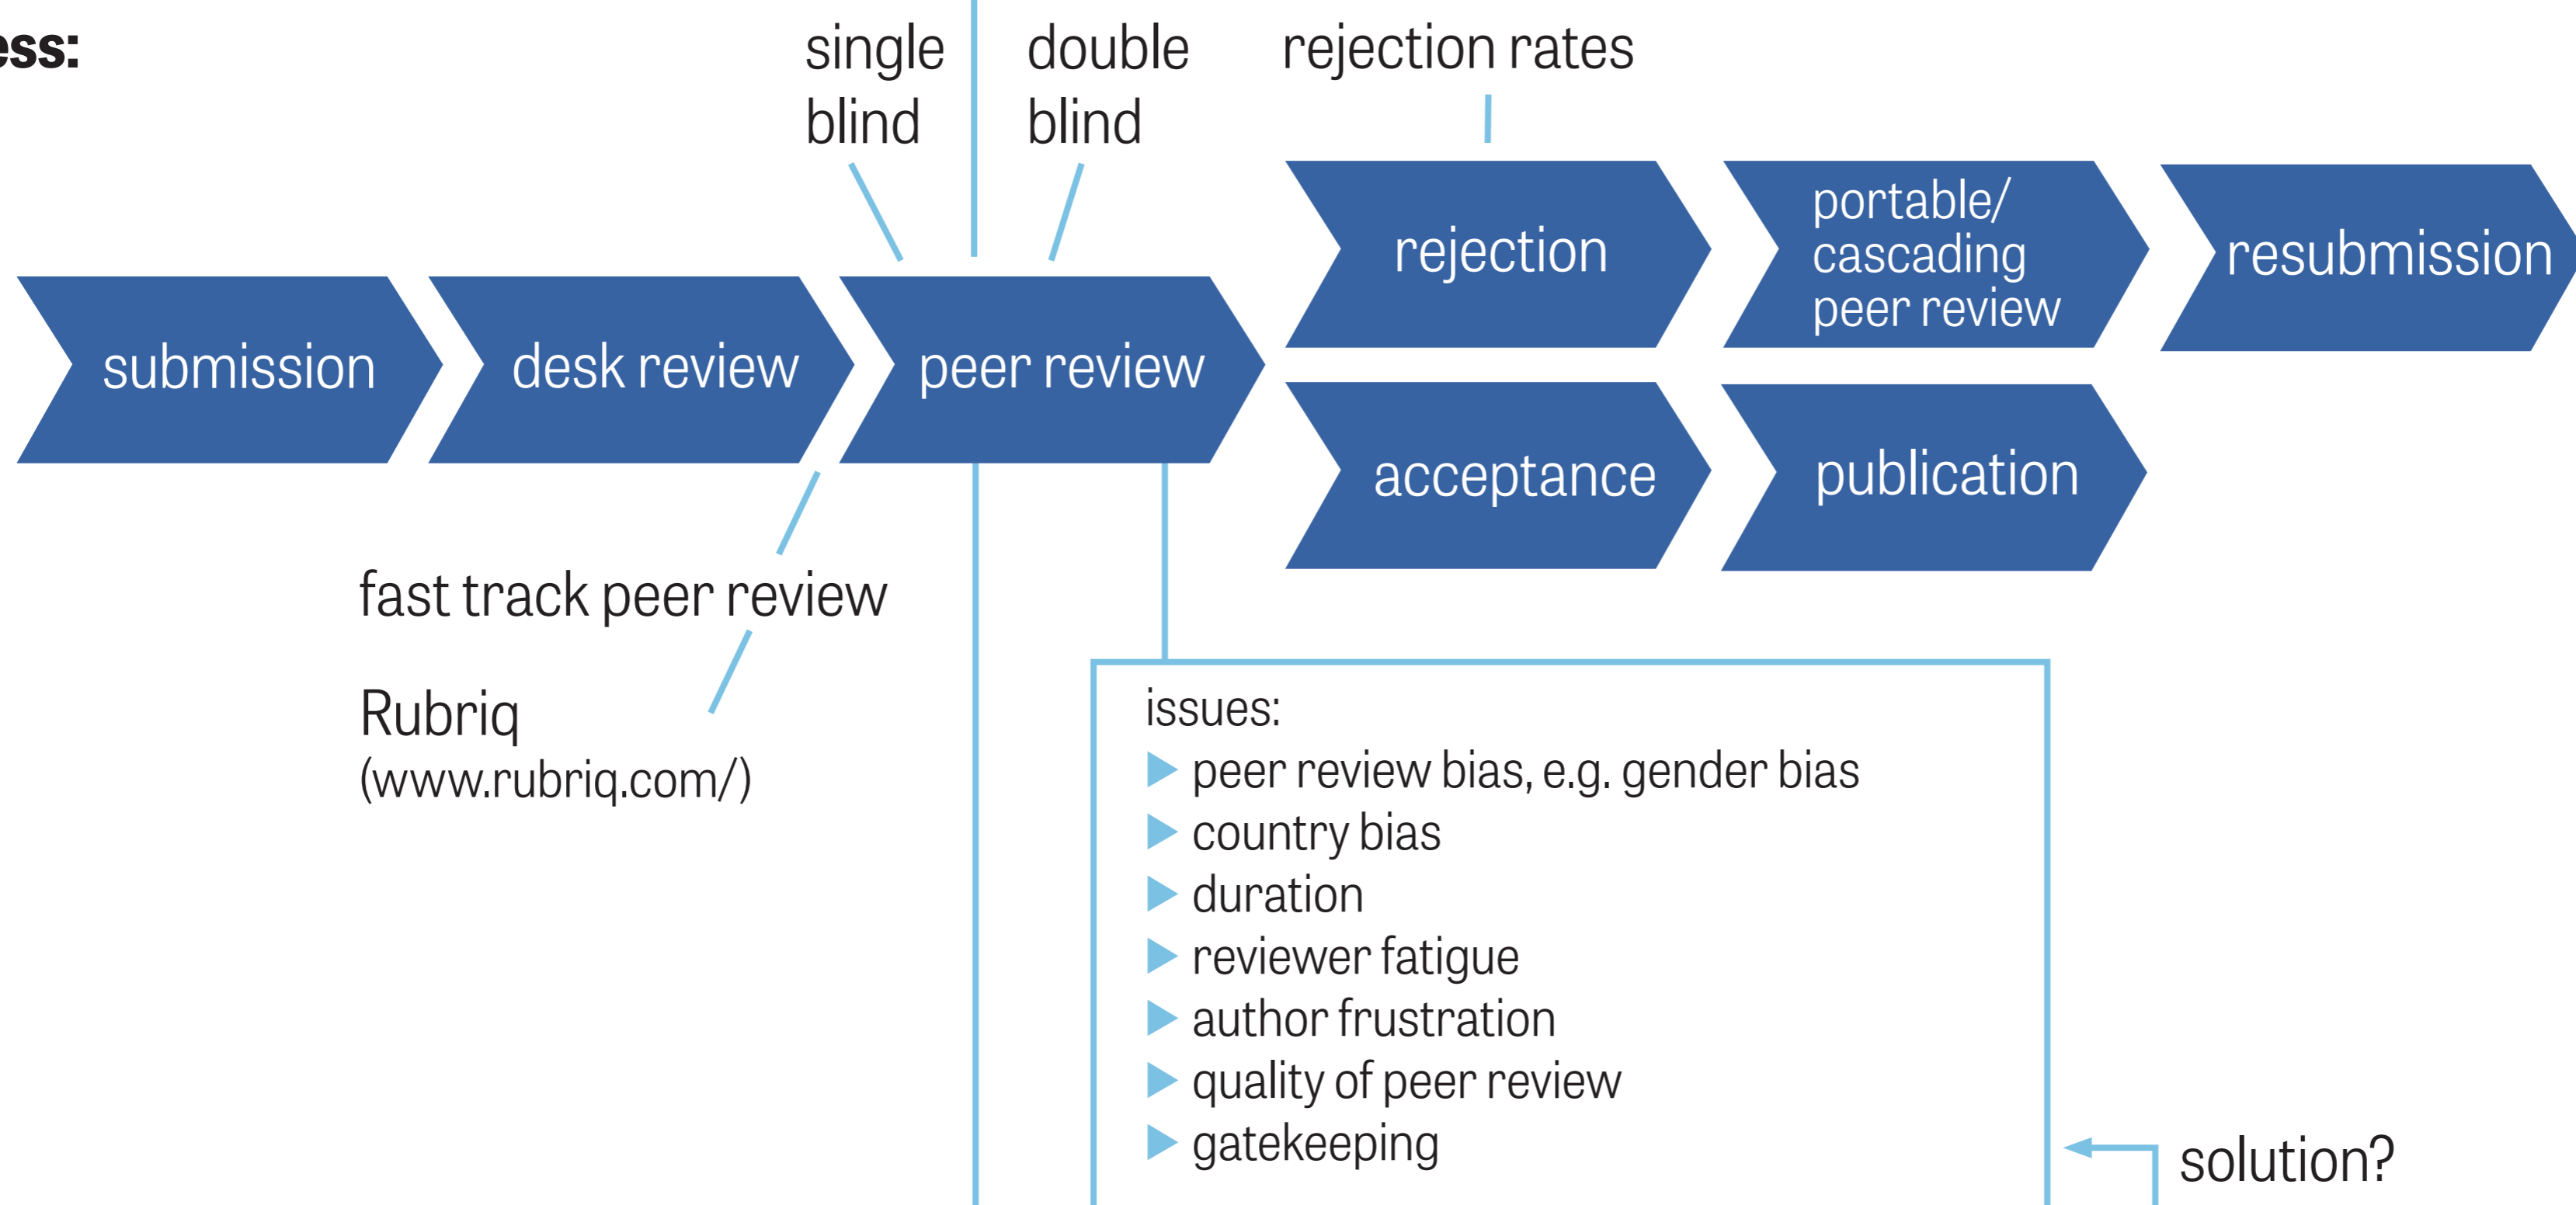 ess:
single
blind
double
blind
rejection rates
submission
desk review
peer review
rejection
portable/
cascading
peer review
resubmission
acceptance
publication
fast track peer review
Rubriq
(www.rubriq.com/)
issues:
peer review bias, e.g. gender bias
country bias
duration
reviewer fatigue
author frustration
quality of peer review
gatekeeping
solution?